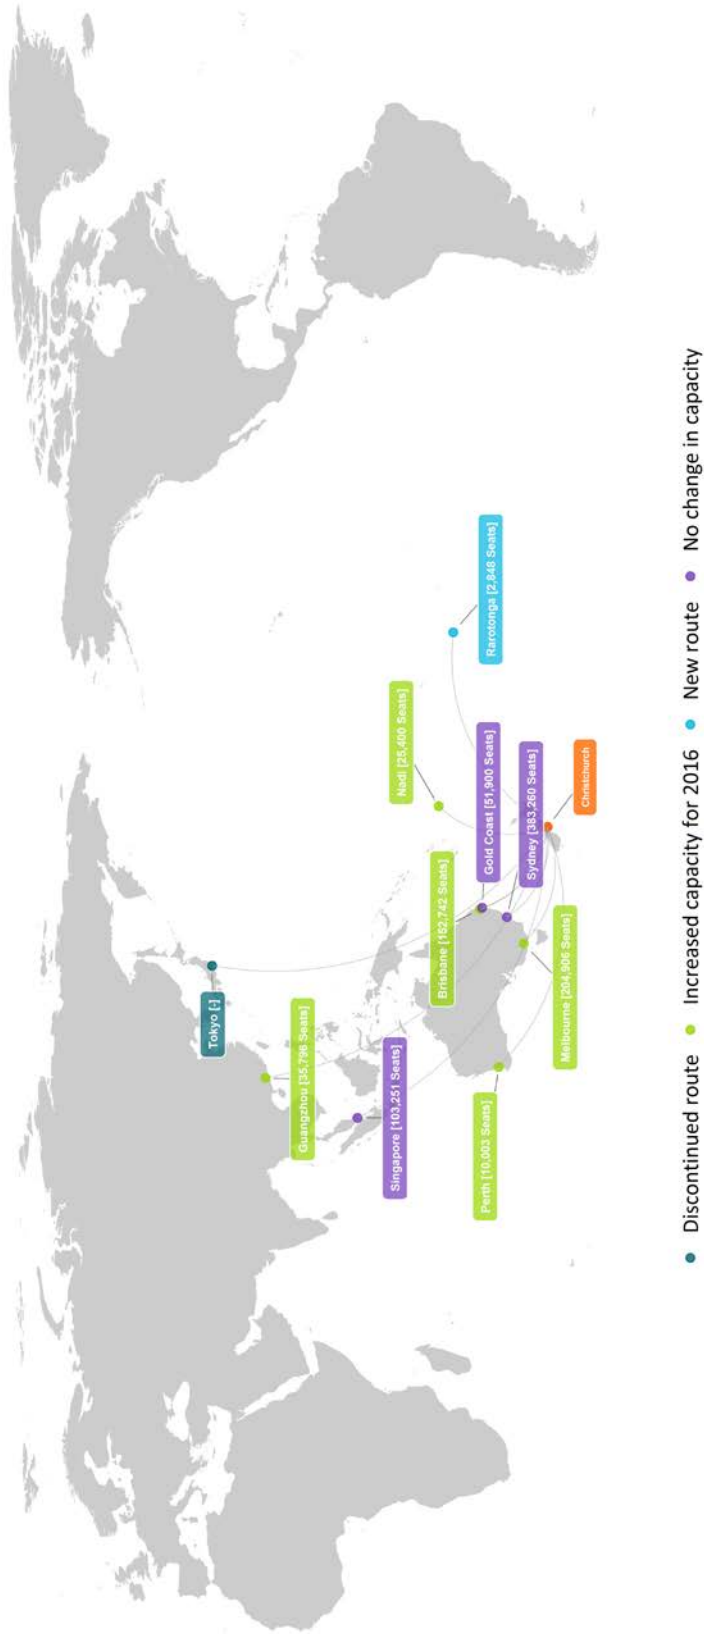 Tokyo [-]
Guangzhou [35,796 Seats]
Singapore [103,251 Seats]
Perth [10,003 Seats]
Brisbane [152,742 Seats]
Melbourne [204,906 Seats]
Nadi [25,400 Seats]
Gold Coast [51,900 Seats]
Sydney [383,260 Seats]
Christchurch
Rarotonga [2,848 Seats]
Discontinued route
Increased capacity for 2016
New route
No change in capacity